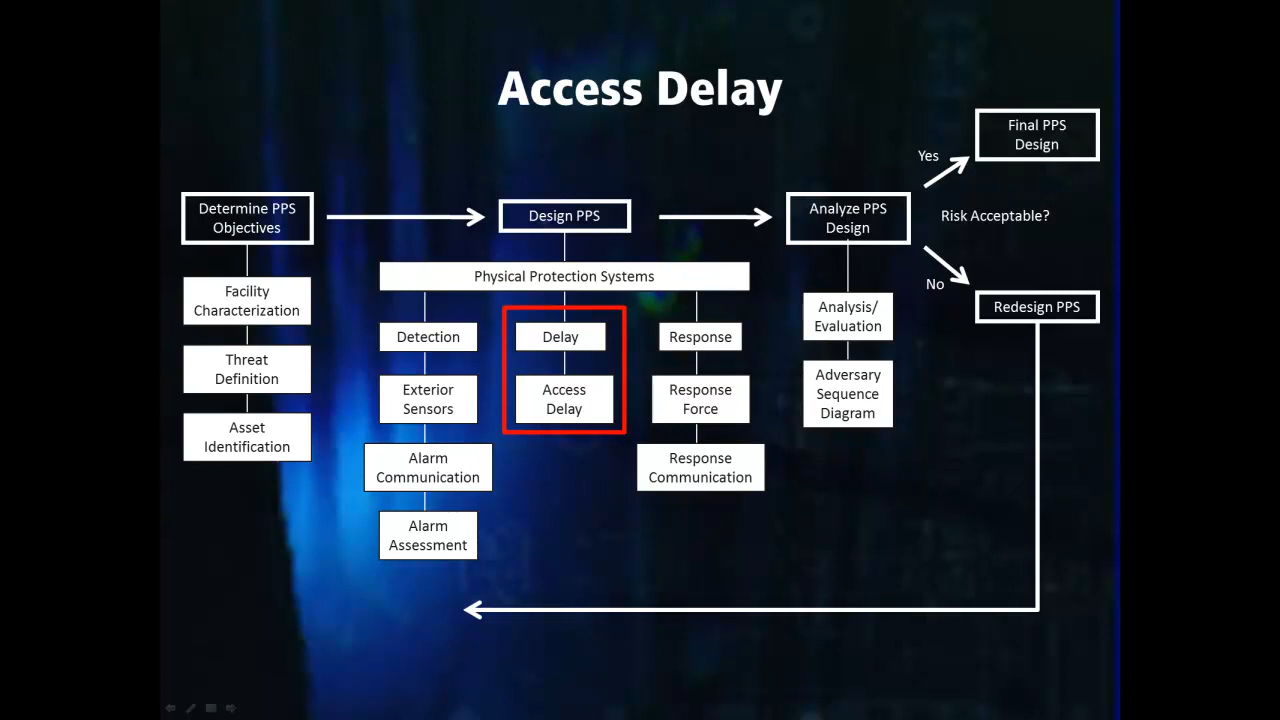 Access Delay
Final PPS
Design
Yes
Determine PPS
Objectives
Design PPS
Analyze PPS
Design
Risk Acceptable?
No
Redesign PPS
Physical Protection Systems
Facility
Characterization
Threat
Definition
Asset
Identification
Detection
Exterior
Sensors
Alarm
Communication
Alarm
Assessment
Delay
Access
Delay
Response
Response
Force
Response
Communication
Analysis/
Evaluation
Adversary
Sequence
Diagram